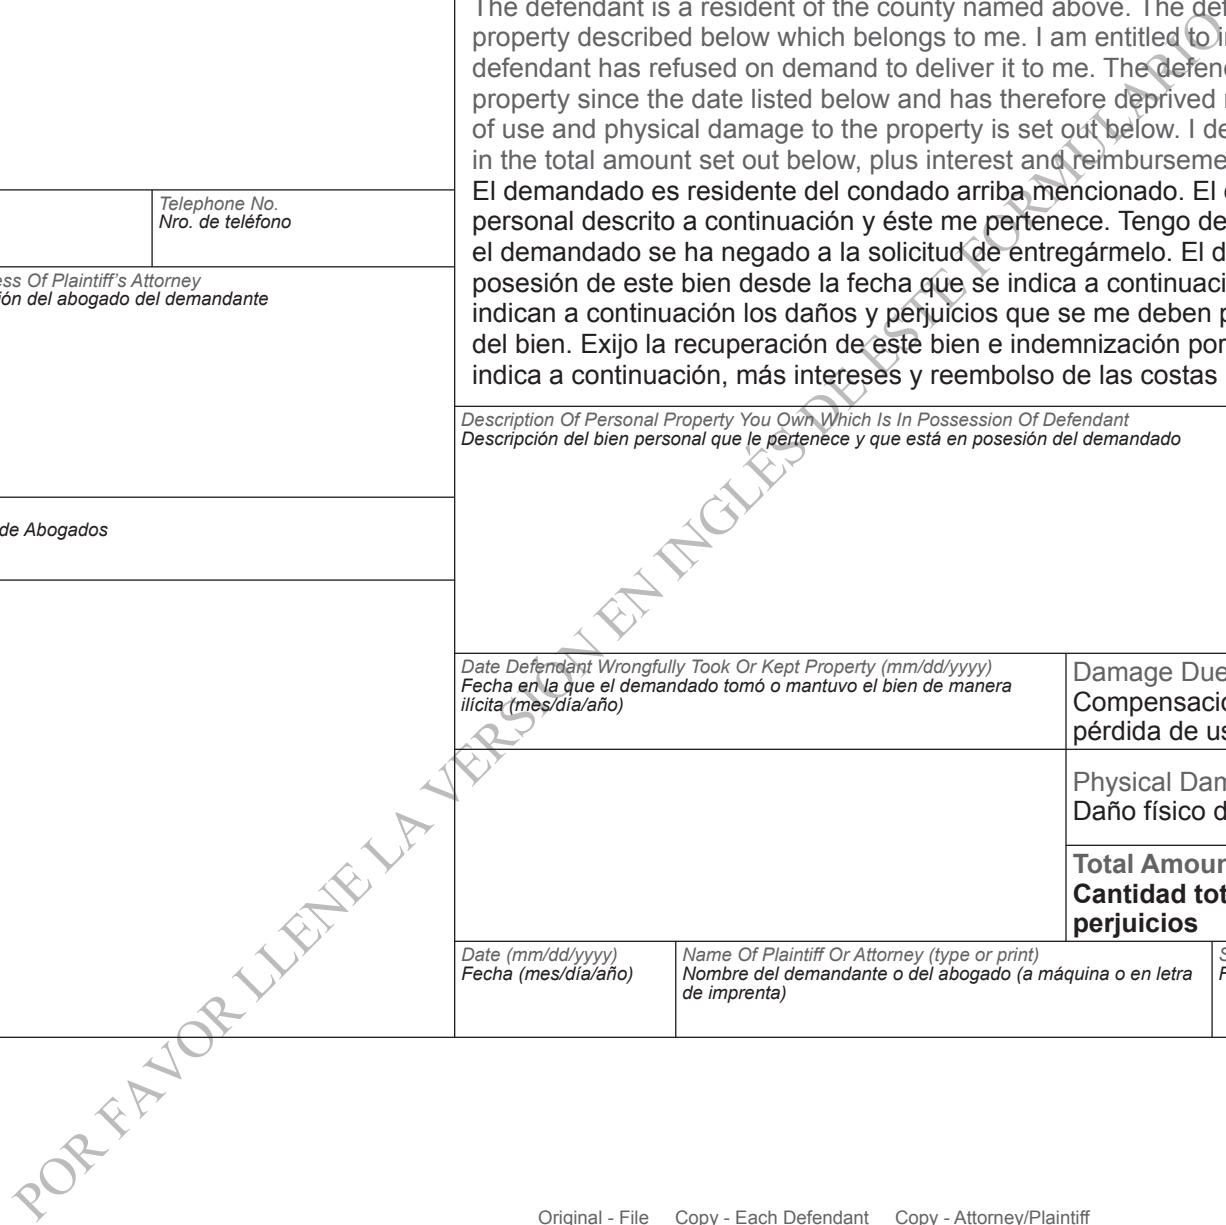 The defendant is a resident of the county named above. The
property described below which belongs to me. I am entitled to
defendant has refused on demand to deliver it to me. The
property since the date listed below and has therefore deprived
of use and physical damage to the property is set out below. I
in the total amount set out below, plus interest and
El demandado es residente del condado arriba mencionado. El
personal descrito a continuación y éste me pertenece. Tengo
el demandado se ha negado a la solicitud de entregármelo. El
posesión de este bien desde la fecha que se indica a
indican a continuación los daños y perjuicios que se me deben
del bien. Exijo la recuperación de este bien e indemnización por
indica a continuación, más intereses y reembolso de las costas
Telephone No.
Nro. de teléfono
Of Plaintiff's Attorney
del abogado del demandante
de Abogados
Description Of Personal Property You Own Which Is In Possession Of Defendant
Descripción del bien personal que le pertenece y que está en posesión del demandado
Date Defendant Wrongfully Took Or Kept Property (mm/dd/yyyy)
Fecha en la que el demandado tomó o mantuvo el bien de manera
ilícita (mes/día/año)
Damage Due
pérdida de
Physical
Daño físico
Total
Cantidad
perjuicios
Date (mm/dd/yyyy)
Fecha (mes/día/año)
Name Of Plaintiff Or Attorney (type or print)
Nombre del demandante o del abogado (a máquina o en letra
de imprenta)
POR FAVOR LLENE LA VERSIÓN EN INGLÉS DE ESTE FORMULARIO
Original - File Copy - Each Defendant Copy - Attorney/Plaintiff